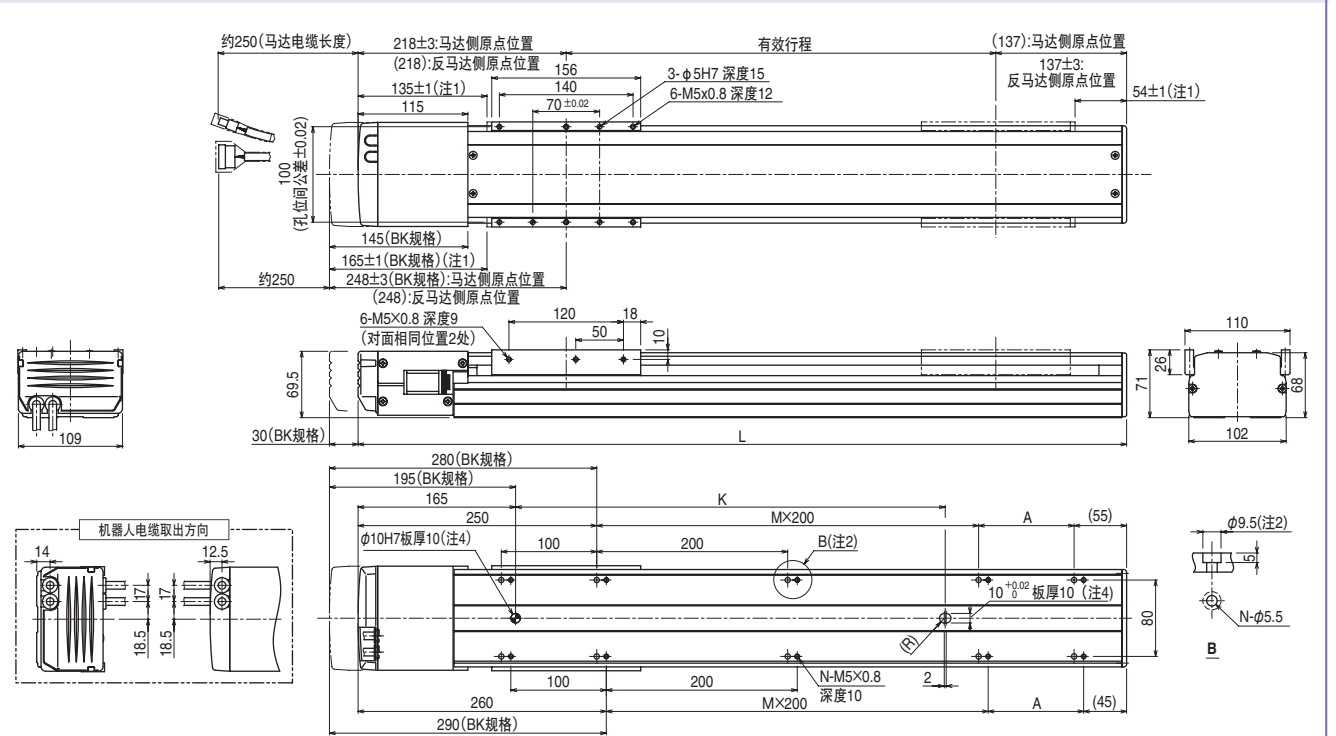 约250(马达电缆长度)
218±3:马达侧原点位置
(218):反马达侧原点位置
有效行程
(137):马达侧原点位置
137±3:
反马达侧原点位置
156
3-φ5H7 深度15
135±1(注1)
140
6-M5x0.8 深度12
54±1(注1)
115
70 ±0.02
100
(孔位间公差±0.02)
145(BK规格)
165±1(BK规格)(注1)
约250
248±3(BK规格):马达侧原点位置
(248):反马达侧原点位置
6-M5×0.8 深度9
(对面相同位置2处)
120
18
50
10
110
26
71
68
69.5
109
30(BK规格)
L
102
280(BK规格)
195(BK规格)
165
K
250
M×200
A
(55)
φ9.5(注2)
机器人电缆取出方向
φ10H7板厚10(注4)
100
200
B(注2)
5
14
12.5
17
17
18.5
18.5
10 +0.02 0 板厚10 (注4)
80
N-φ5.5
(R)
B
100
200
N-M5×0.8
深度10
2
260
M×200
A
(45)
290(BK规格)